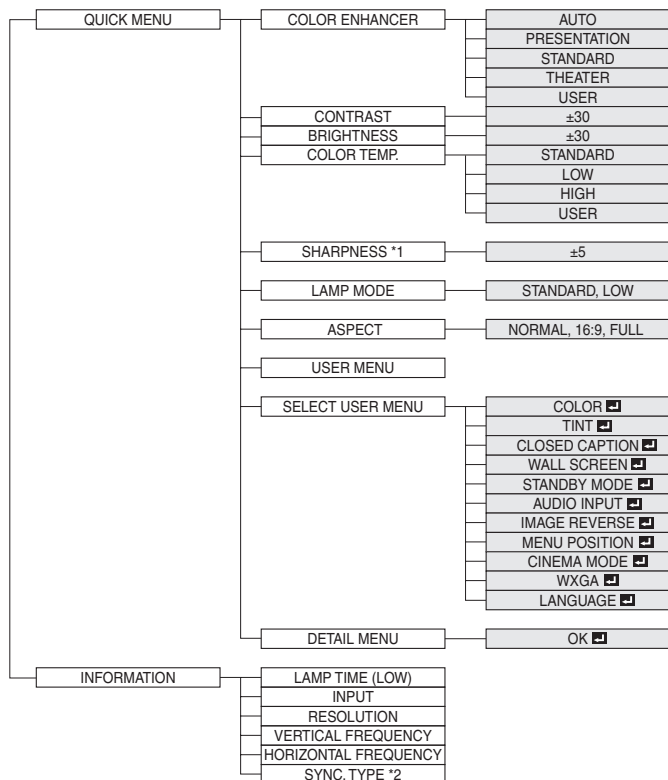 QUICK MENU
COLOR ENHANCER
AUTO
PRESENTATION
STANDARD
THEATER
USER
CONTRAST
±30
BRIGHTNESS
±30
COLOR TEMP.
STANDARD
LOW
HIGH
USER
SHARPNESS *1
±5
LAMP MODE
STANDARD, LOW
ASPECT
NORMAL, 16:9, FULL
USER MENU
SELECT USER MENU
COLOR
TINT
CLOSED CAPTION
WALL SCREEN
STANDBY MODE
AUDIO INPUT
IMAGE REVERSE
MENU POSITION
CINEMA MODE
WXGA
LANGUAGE
DETAIL MENU
OK
INFORMATION
LAMP TIME (LOW)
INPUT
RESOLUTION
VERTICAL FREQUENCY
HORIZONTAL FREQUENCY
SYNC. TYPE *2